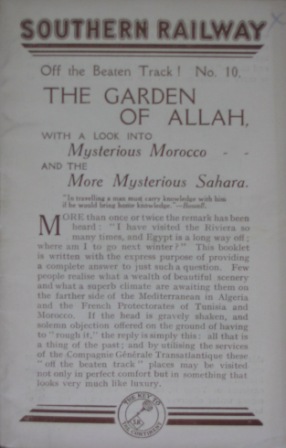 SOUTHERN RAILWAY
Off the Beaten Track! No. 10.
THE GARDEN
OF ALLAH,
WITH A LOOK INTO
Mysterious Morocco - -
AND THE
More Mysterious Sahara.
"In travelling a man must carry knowledge with him
if he would bring home knowledge."—
MORE than once or twice the remark has been
heard: "I have visited the Riviera so
many times, and Egypt is a long way off;
where am I to go next winter?" This booklet
is written with the express purpose of providing
a complete answer to just such a question. Few
people realise what a wealth of beautiful scenery
and what a superb climate are awaiting them on
the farther side of the Mediterranean in Algeria
and the French Protectorates of Tunisia and
Morocco. If the head is gravely shaken, and
solemn objection offered on the ground of having
to "rough it," the reply is simply this: all that is
a thing of the past; and by utilising the services
of the Compagnie Générale Transatlantique these
"off the beaten track" places may be visited
not only in perfect comfort but in something that
looks very much like luxury.
THE KEY TO
THE CONTINENT